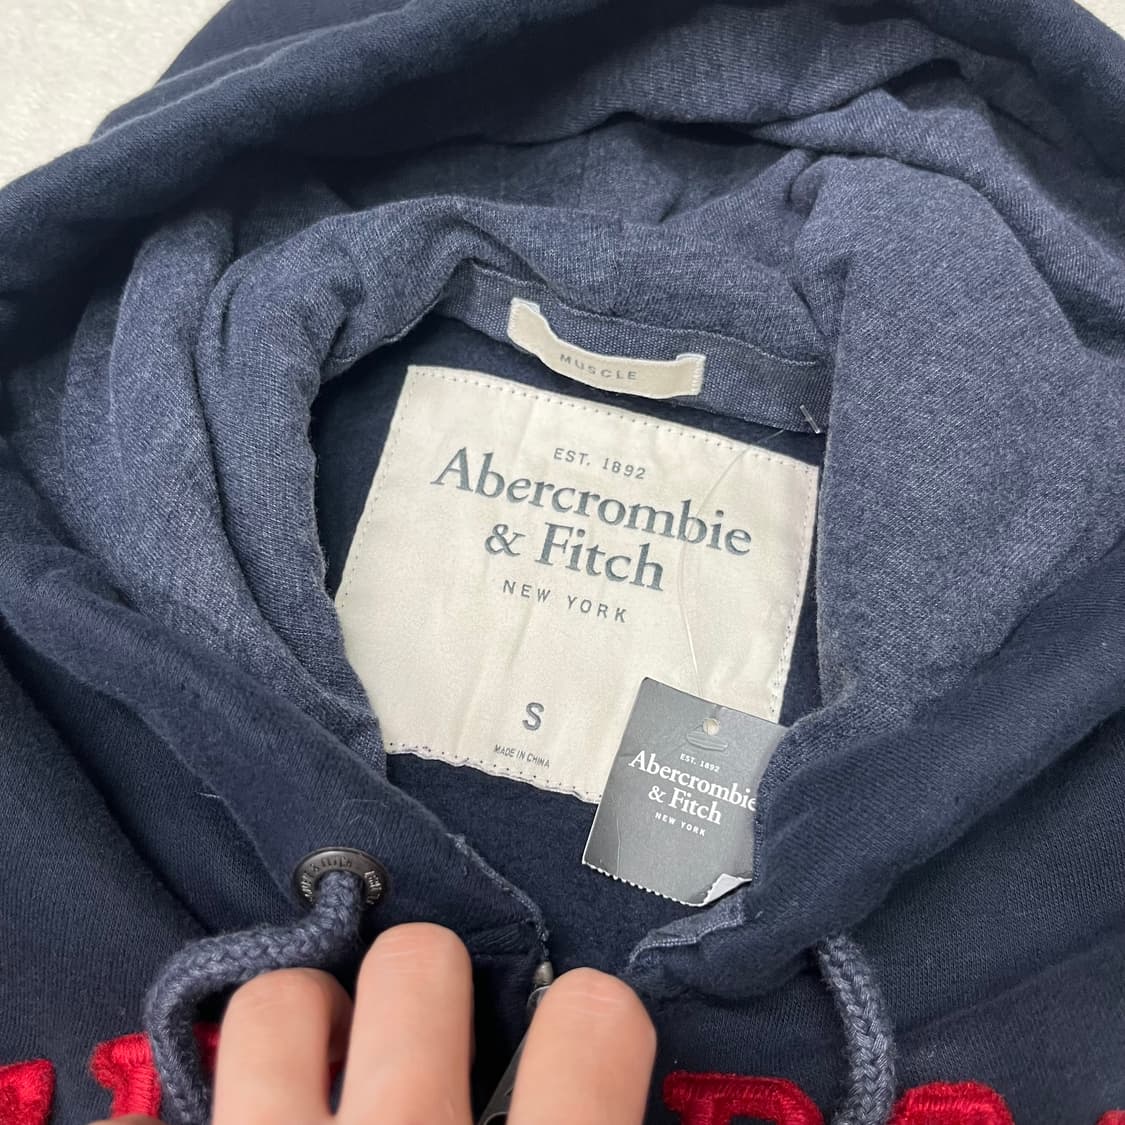 MUSCLE
EST. 1892
Abercrombie
& Fitch
NEW YORK
S
MADE IN CHINA
EST. 1892
Abercrombie
& Fitch
NEW YORK